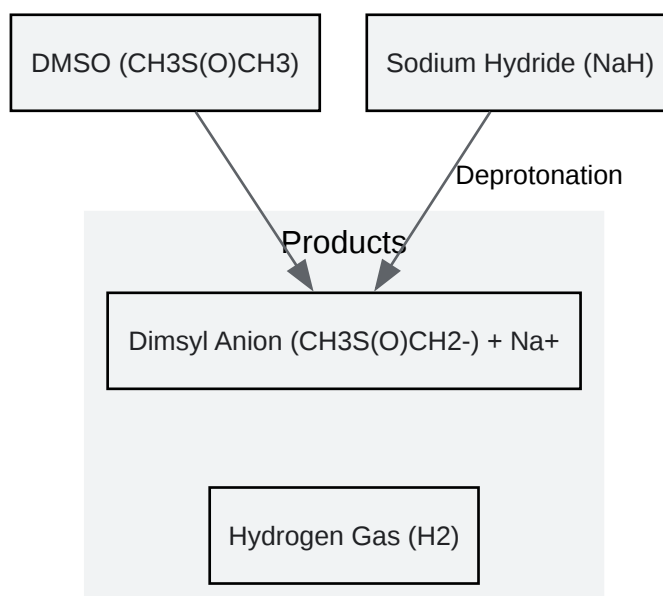 DMSO (CH3S(O)CH3)
Sodium Hydride (NaH)
Deprotonation
Products
Dimsyl Anion (CH3S(O)CH2-) + Na+
Hydrogen Gas (H2)